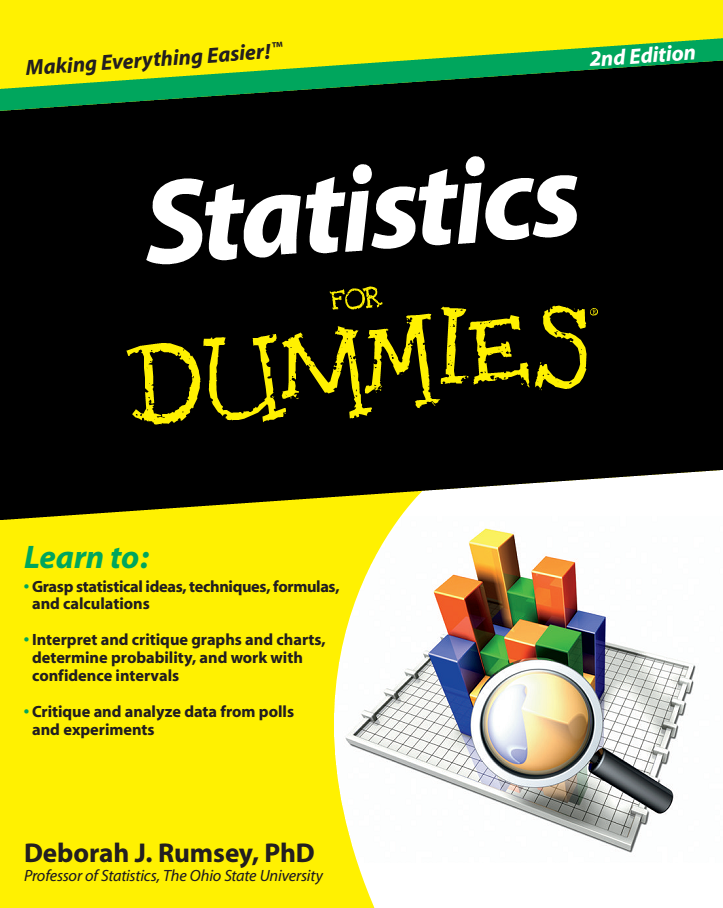 Making Everything Easier!™
2nd Edition
Statistics
FOR
DUMMIES®
Learn to:
• Grasp statistical ideas, techniques, formulas,
and calculations
• Interpret and critique graphs and charts,
determine probability, and work with
confidence intervals
• Critique and analyze data from polls
and experiments
Deborah J. Rumsey, PhD
Professor of Statistics, The Ohio State University